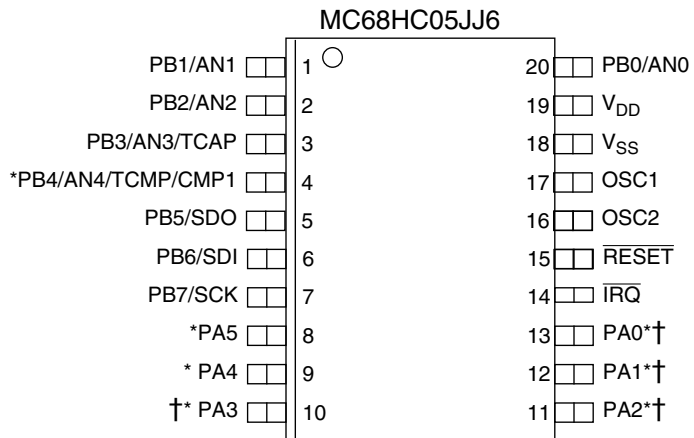 MC68HC05JJ6
PB1/AN1 1 20 PB0/AN0
PB2/AN2 2 19 VDD
PB3/AN3/TCAP 3 18 VSS
*PB4/AN4/TCMP/CMP1 4 17 OSC1
PB5/SDO 5 16 OSC2
PB6/SDI 6 15 RESET
PB7/SCK 7 14 IRQ
*PA5 8 13 PA0*†
* PA4 9 12 PA1*†
†* PA3 10 11 PA2*†